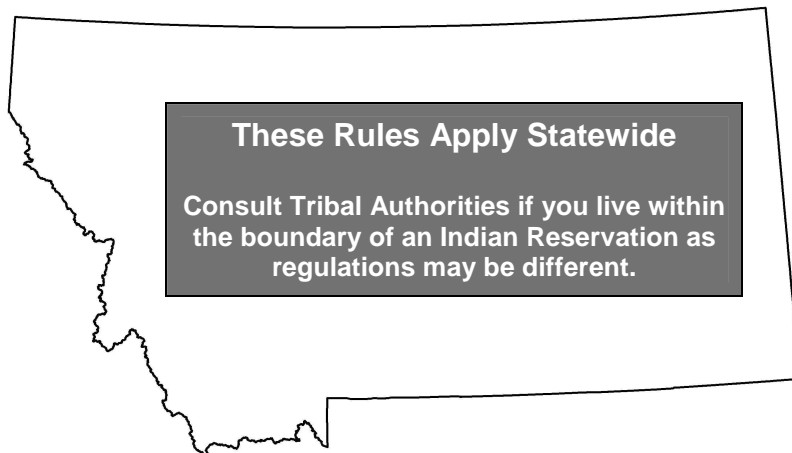 These Rules Apply Statewide
Consult Tribal Authorities if you live within
the boundary of an Indian Reservation as
regulations may be different.